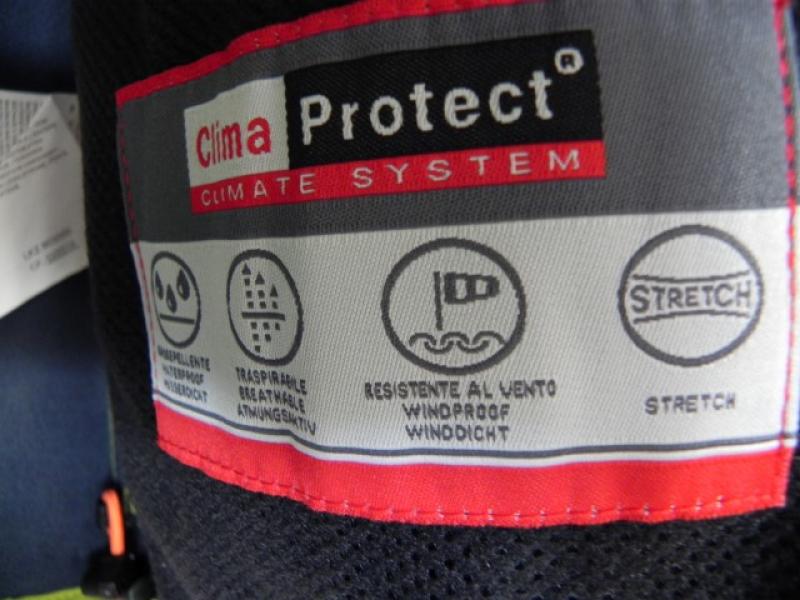 Clima Protect®
CLIMATE SYSTEM
STRETCH
IDROREPELLENTE
WATERPROOF
WASSERDICHT
TRASPIRABILE
BREATHABLE
ATMUNGSAKTIV
RESISTENTE AL VENTO
WINDPROOF
WINDDICHT
STRETCH